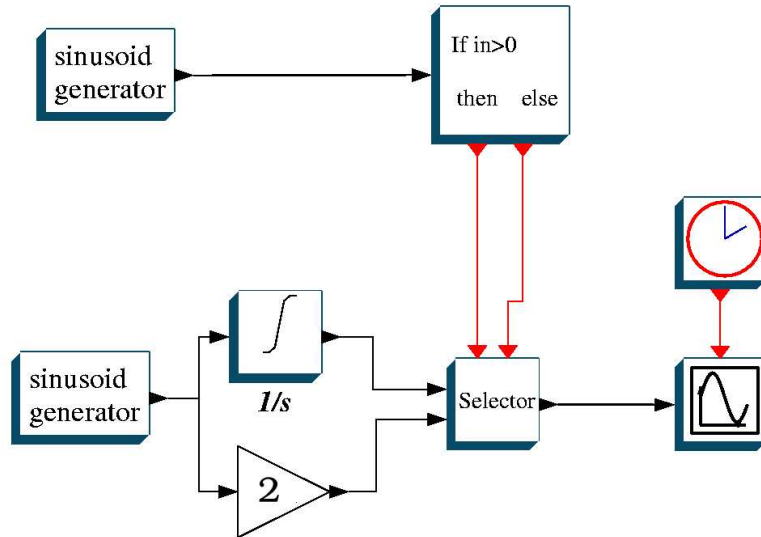 sinusoid
generator
If in>0
then else
sinusoid
generator
1/s
2
Selector